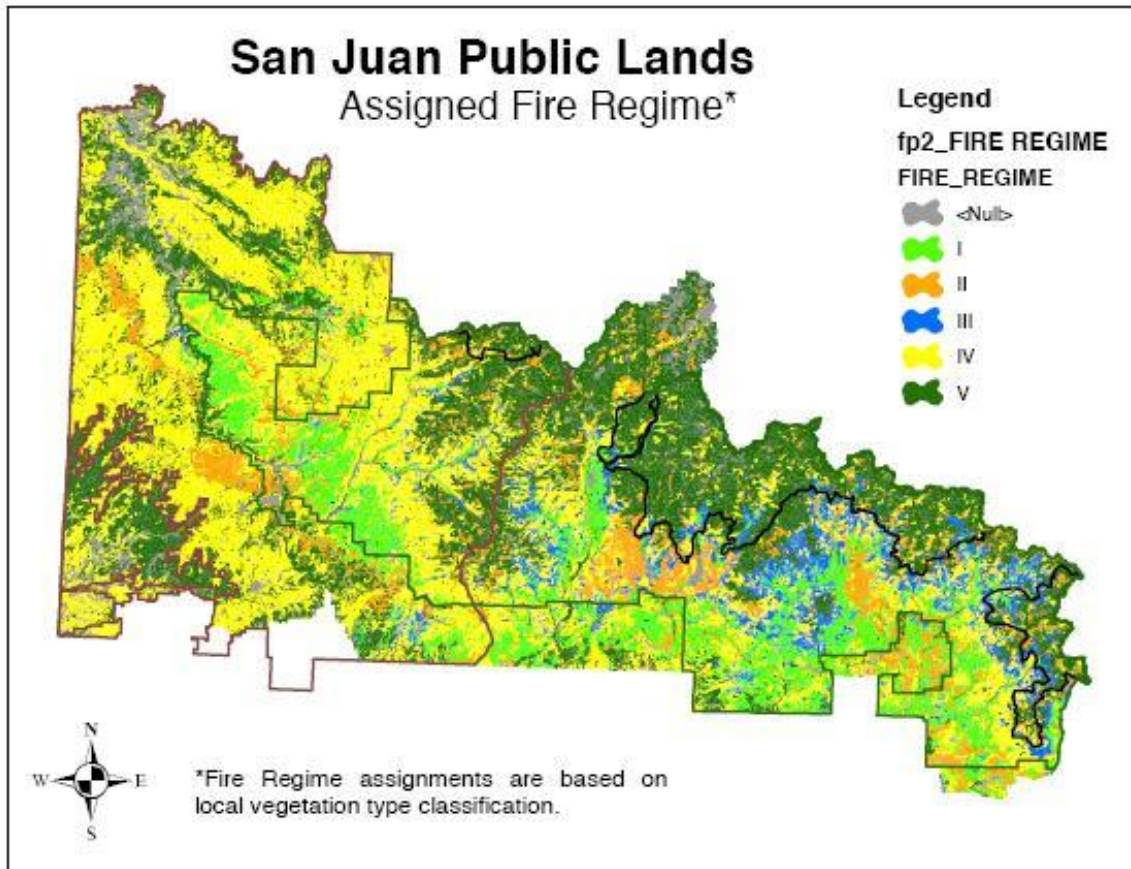 San Juan Public Lands
Assigned Fire Regime*
Legend
fp2_FIRE REGIME
FIRE_REGIME
<Null>
I
II
III
IV
V
N
W E
S
*Fire Regime assignments are based on
local vegetation type classification.